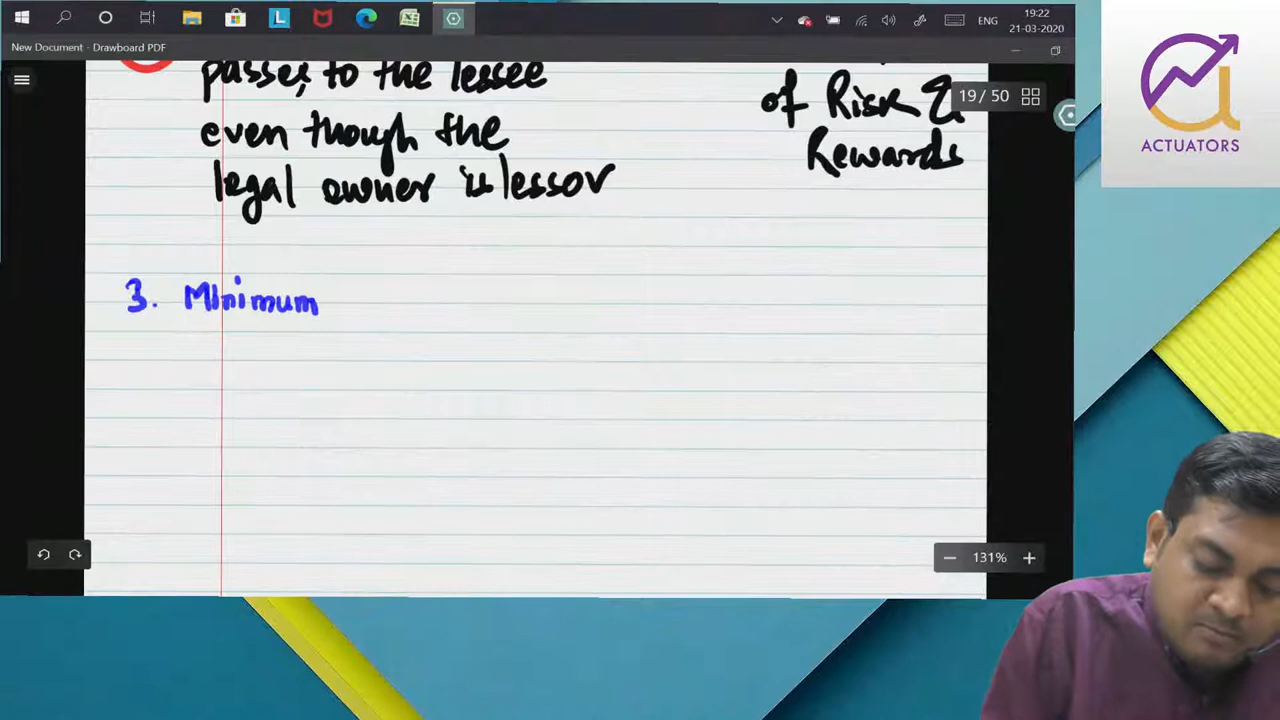 19:22
ENG
21-03-2020
New Document - Drawboard PDF
passes to the lessee
even though the
legal owner is lessor
of Risk &
Rewards
19 / 50
ACTUATORS
3. Minimum
131%